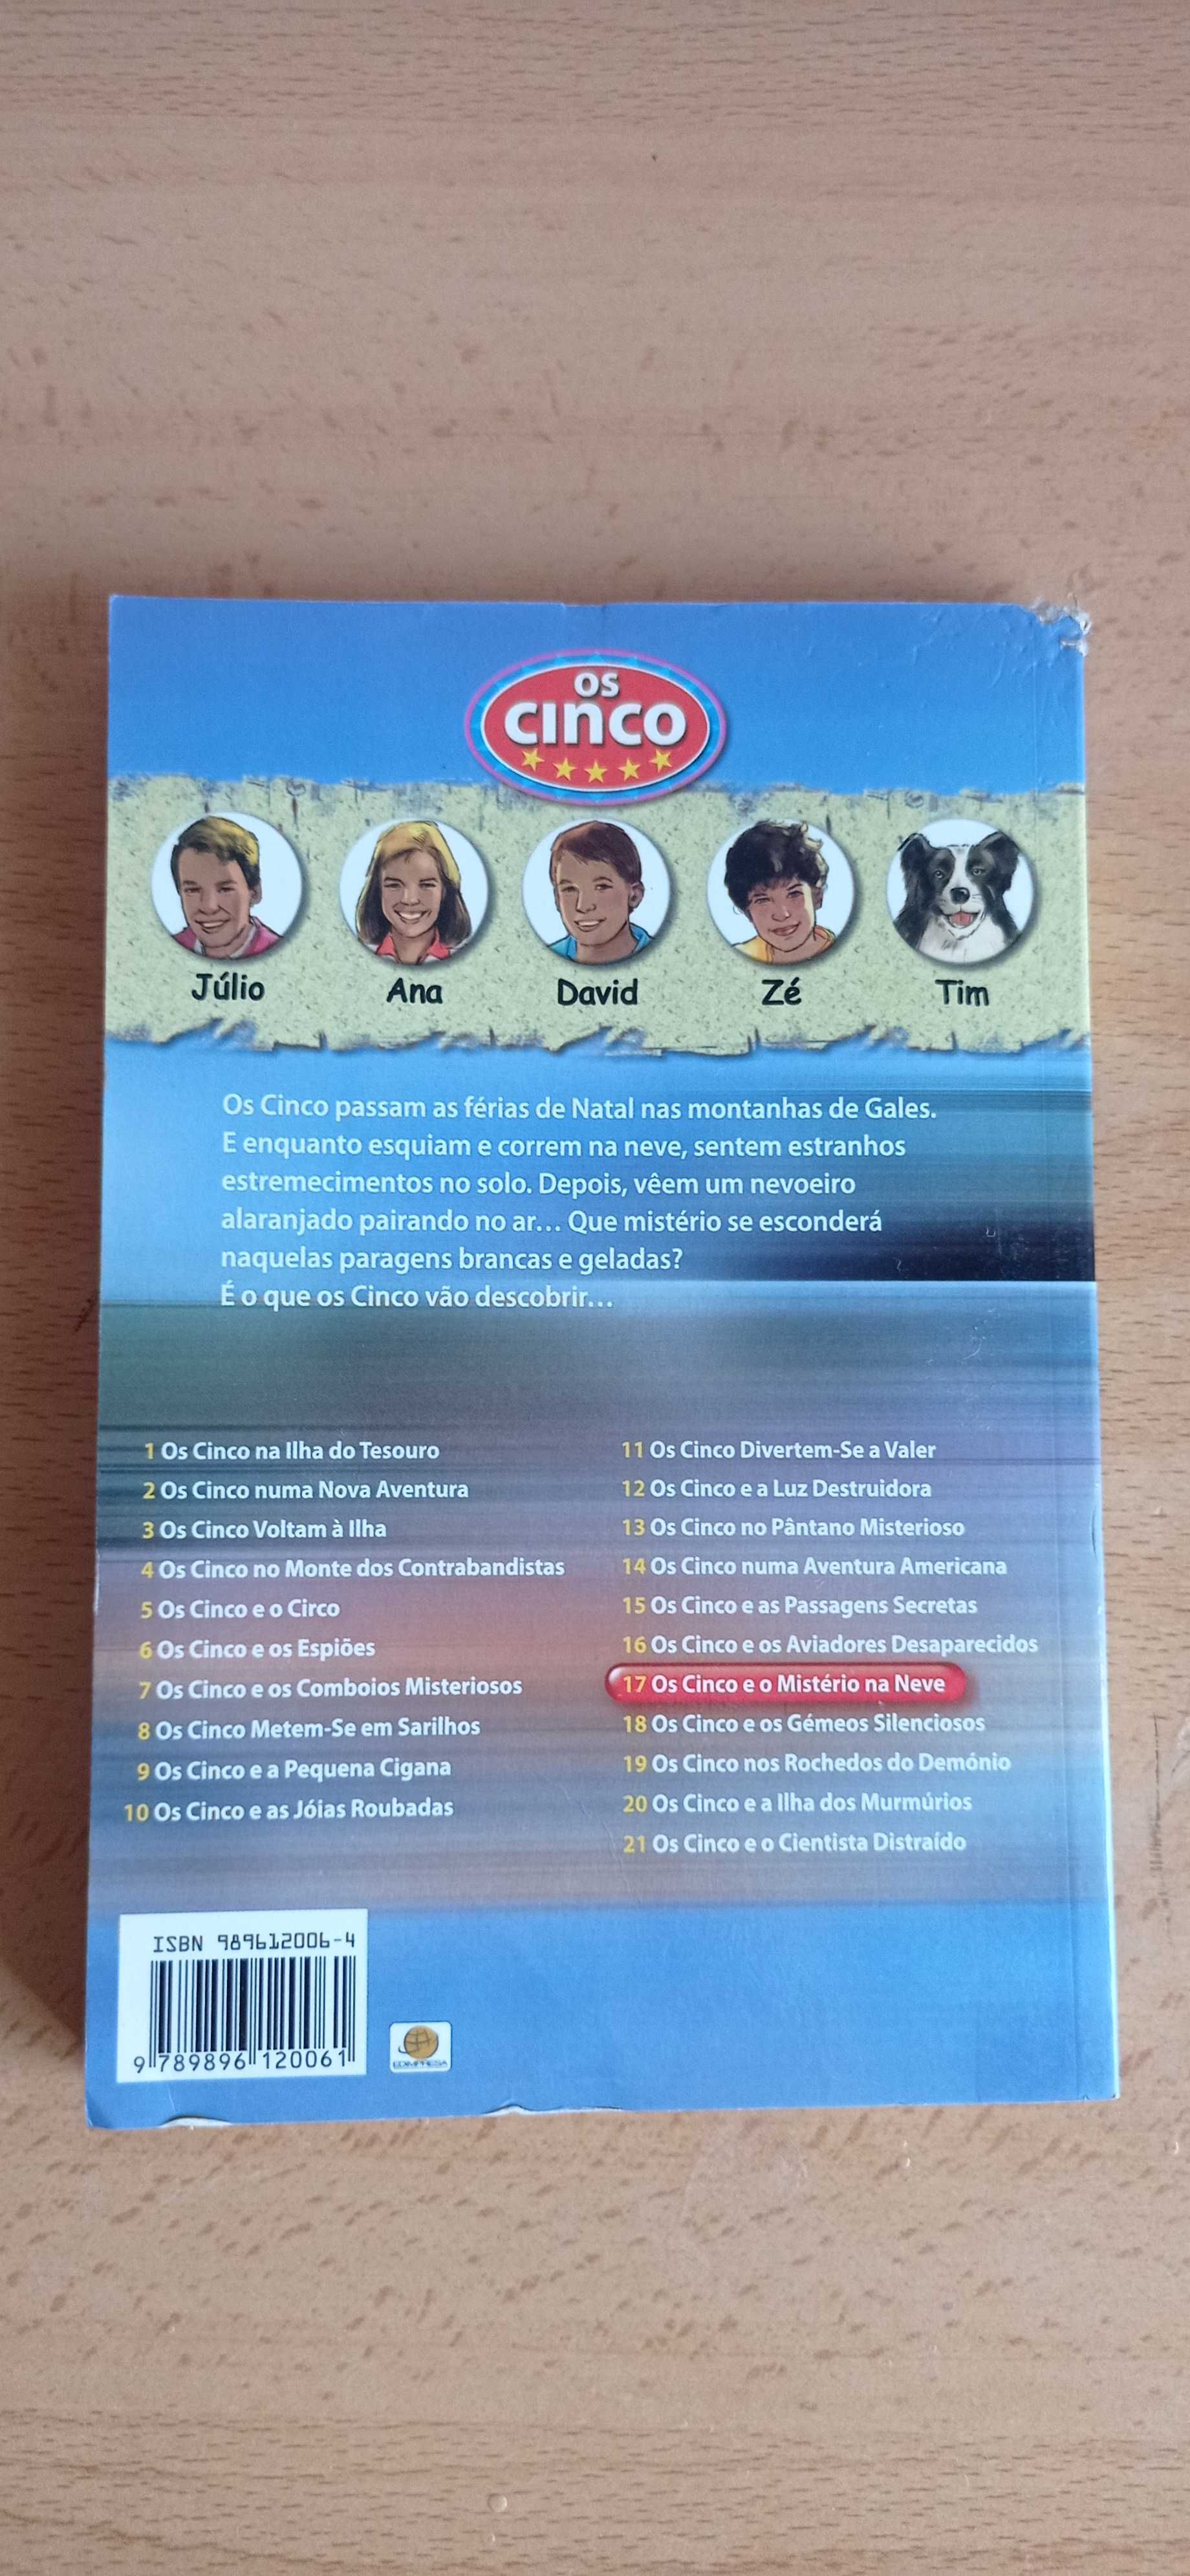 OS
CINCO
Júlio
Ana
David
Zé
Tim
Os Cinco passam as férias de Natal nas montanhas de Gales.
E enquanto esquiam e correm na neve, sentem estranhos
estremecimentos no solo. Depois, vêem um nevoeiro
alaranjado pairando no ar... Que mistério se esconderá
naquelas paragens brancas e geladas?
É o que os Cinco vão descobrir...
1 Os Cinco na Ilha do Tesouro
2 Os Cinco numa Nova Aventura
3 Os Cinco Voltam à Ilha
4 Os Cinco no Monte dos Contrabandistas
5 Os Cinco e o Circo
6 Os Cinco e os Espiões
7 Os Cinco e os Comboios Misteriosos
8 Os Cinco Metem-Se em Sarilhos
9 Os Cinco e a Pequena Cigana
10 Os Cinco e as Jóias Roubadas
11 Os Cinco Divertem-Se a Valer
12 Os Cinco e a Luz Destruidora
13 Os Cinco no Pântano Misterioso
14 Os Cinco numa Aventura Americana
15 Os Cinco e as Passagens Secretas
16 Os Cinco e os Aviadores Desaparecidos
17 Os Cinco e o Mistério na Neve
18 Os Cinco e os Gémeos Silenciosos
19 Os Cinco nos Rochedos do Demónio
20 Os Cinco e a Ilha dos Murmúrios
21 Os Cinco e o Cientista Distraído
ISBN 989612006-4
9 789896 120061
EDIMPRESA